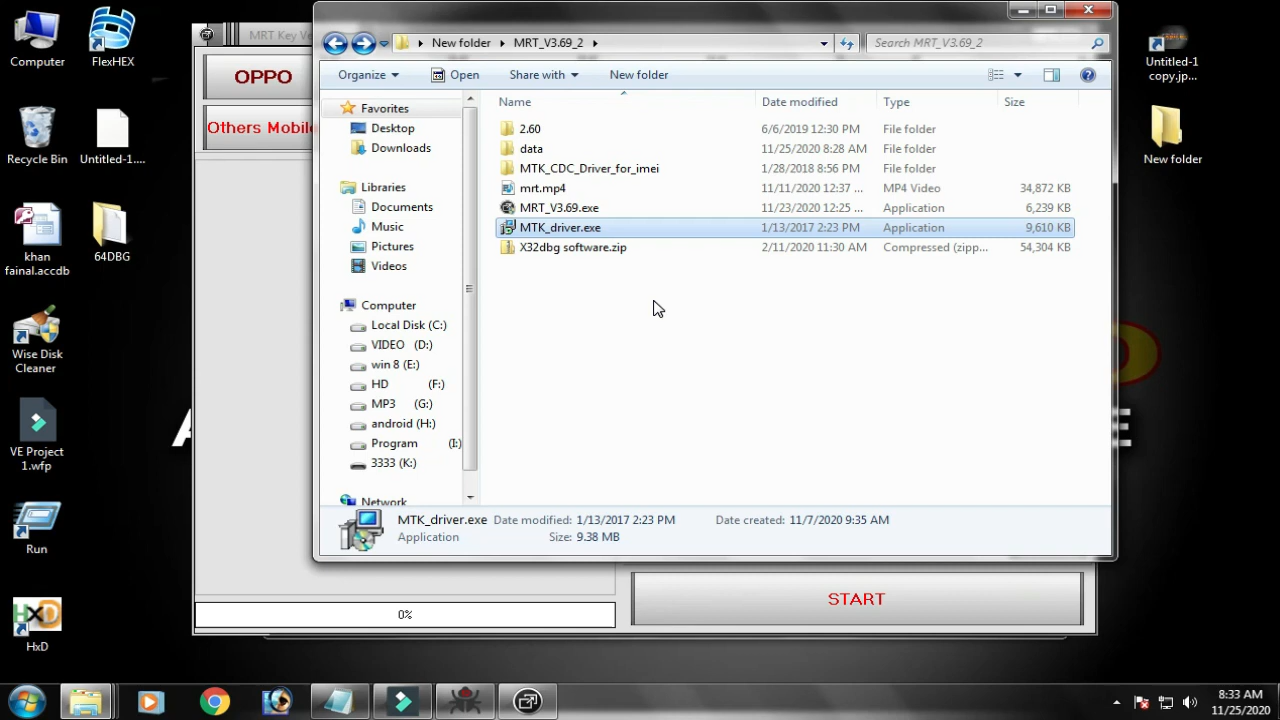 Computer
FlexHEX
Recycle Bin
Untitled-1....
khan
fainal.accdb
64DBG
Wise Disk
Cleaner
VE Project
1.wfp
Run
HxD
MRT Key Ve
OPPO
Others Mobile
0%
START
New folder
MRT_V3.69_2
Search MRT_V3.69_2
Organize
Open
Share with
New folder
Favorites
Desktop
Downloads
Libraries
Documents
Music
Pictures
Videos
Computer
Local Disk (C:)
VIDEO (D:)
win 8 (E:)
HD (F:)
MP3 (G:)
android (H:)
Program (I:)
3333 (K:)
Network
Name Date modified Type Size
2.60 6/6/2019 12:30 PM File folder
data 11/25/2020 8:28 AM File folder
MTK_CDC_Driver_for_imei 1/28/2018 8:56 PM File folder
mrt.mp4 11/11/2020 12:37 ... MP4 Video 34,872 KB
MRT_V3.69.exe 11/23/2020 12:25 ... Application 6,239 KB
MTK_driver.exe 1/13/2017 2:23 PM Application 9,610 KB
X32dbg software.zip 2/11/2020 11:30 AM Compressed (zipp... 54,304 KB
MTK_driver.exe Date modified: 1/13/2017 2:23 PM Date created: 11/7/2020 9:35 AM
Application Size: 9.38 MB
Untitled-1
copy.jp...
New folder
8:33 AM
11/25/2020